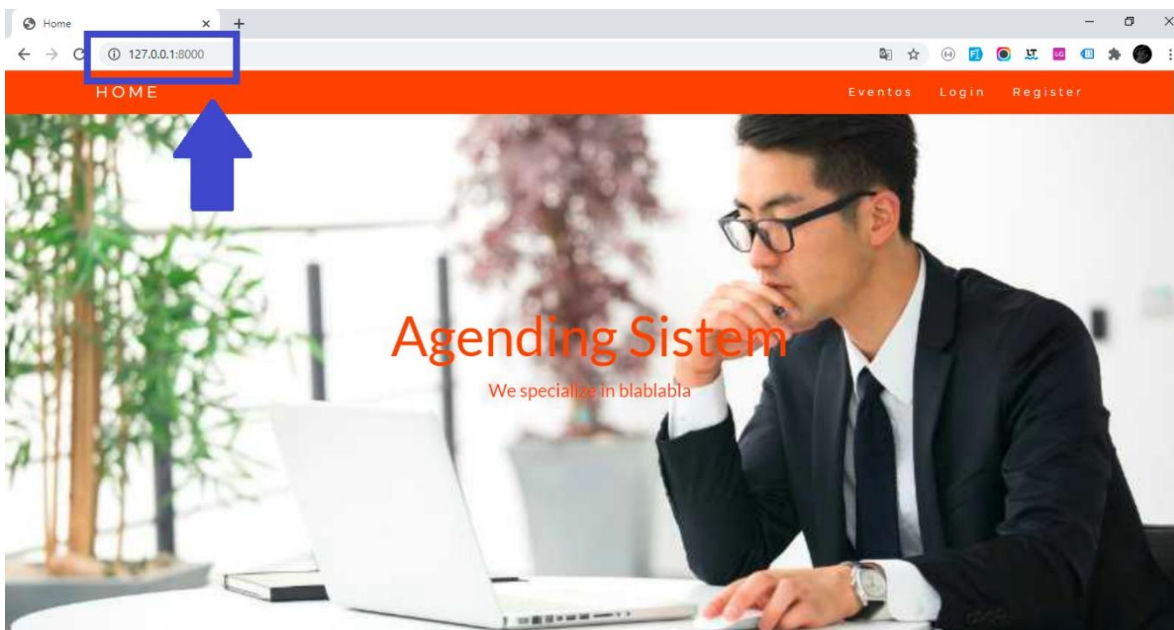 Home
127.0.0.1:8000
HOME
Eventos Login Register
Agending Sistem
We specialize in blablabla